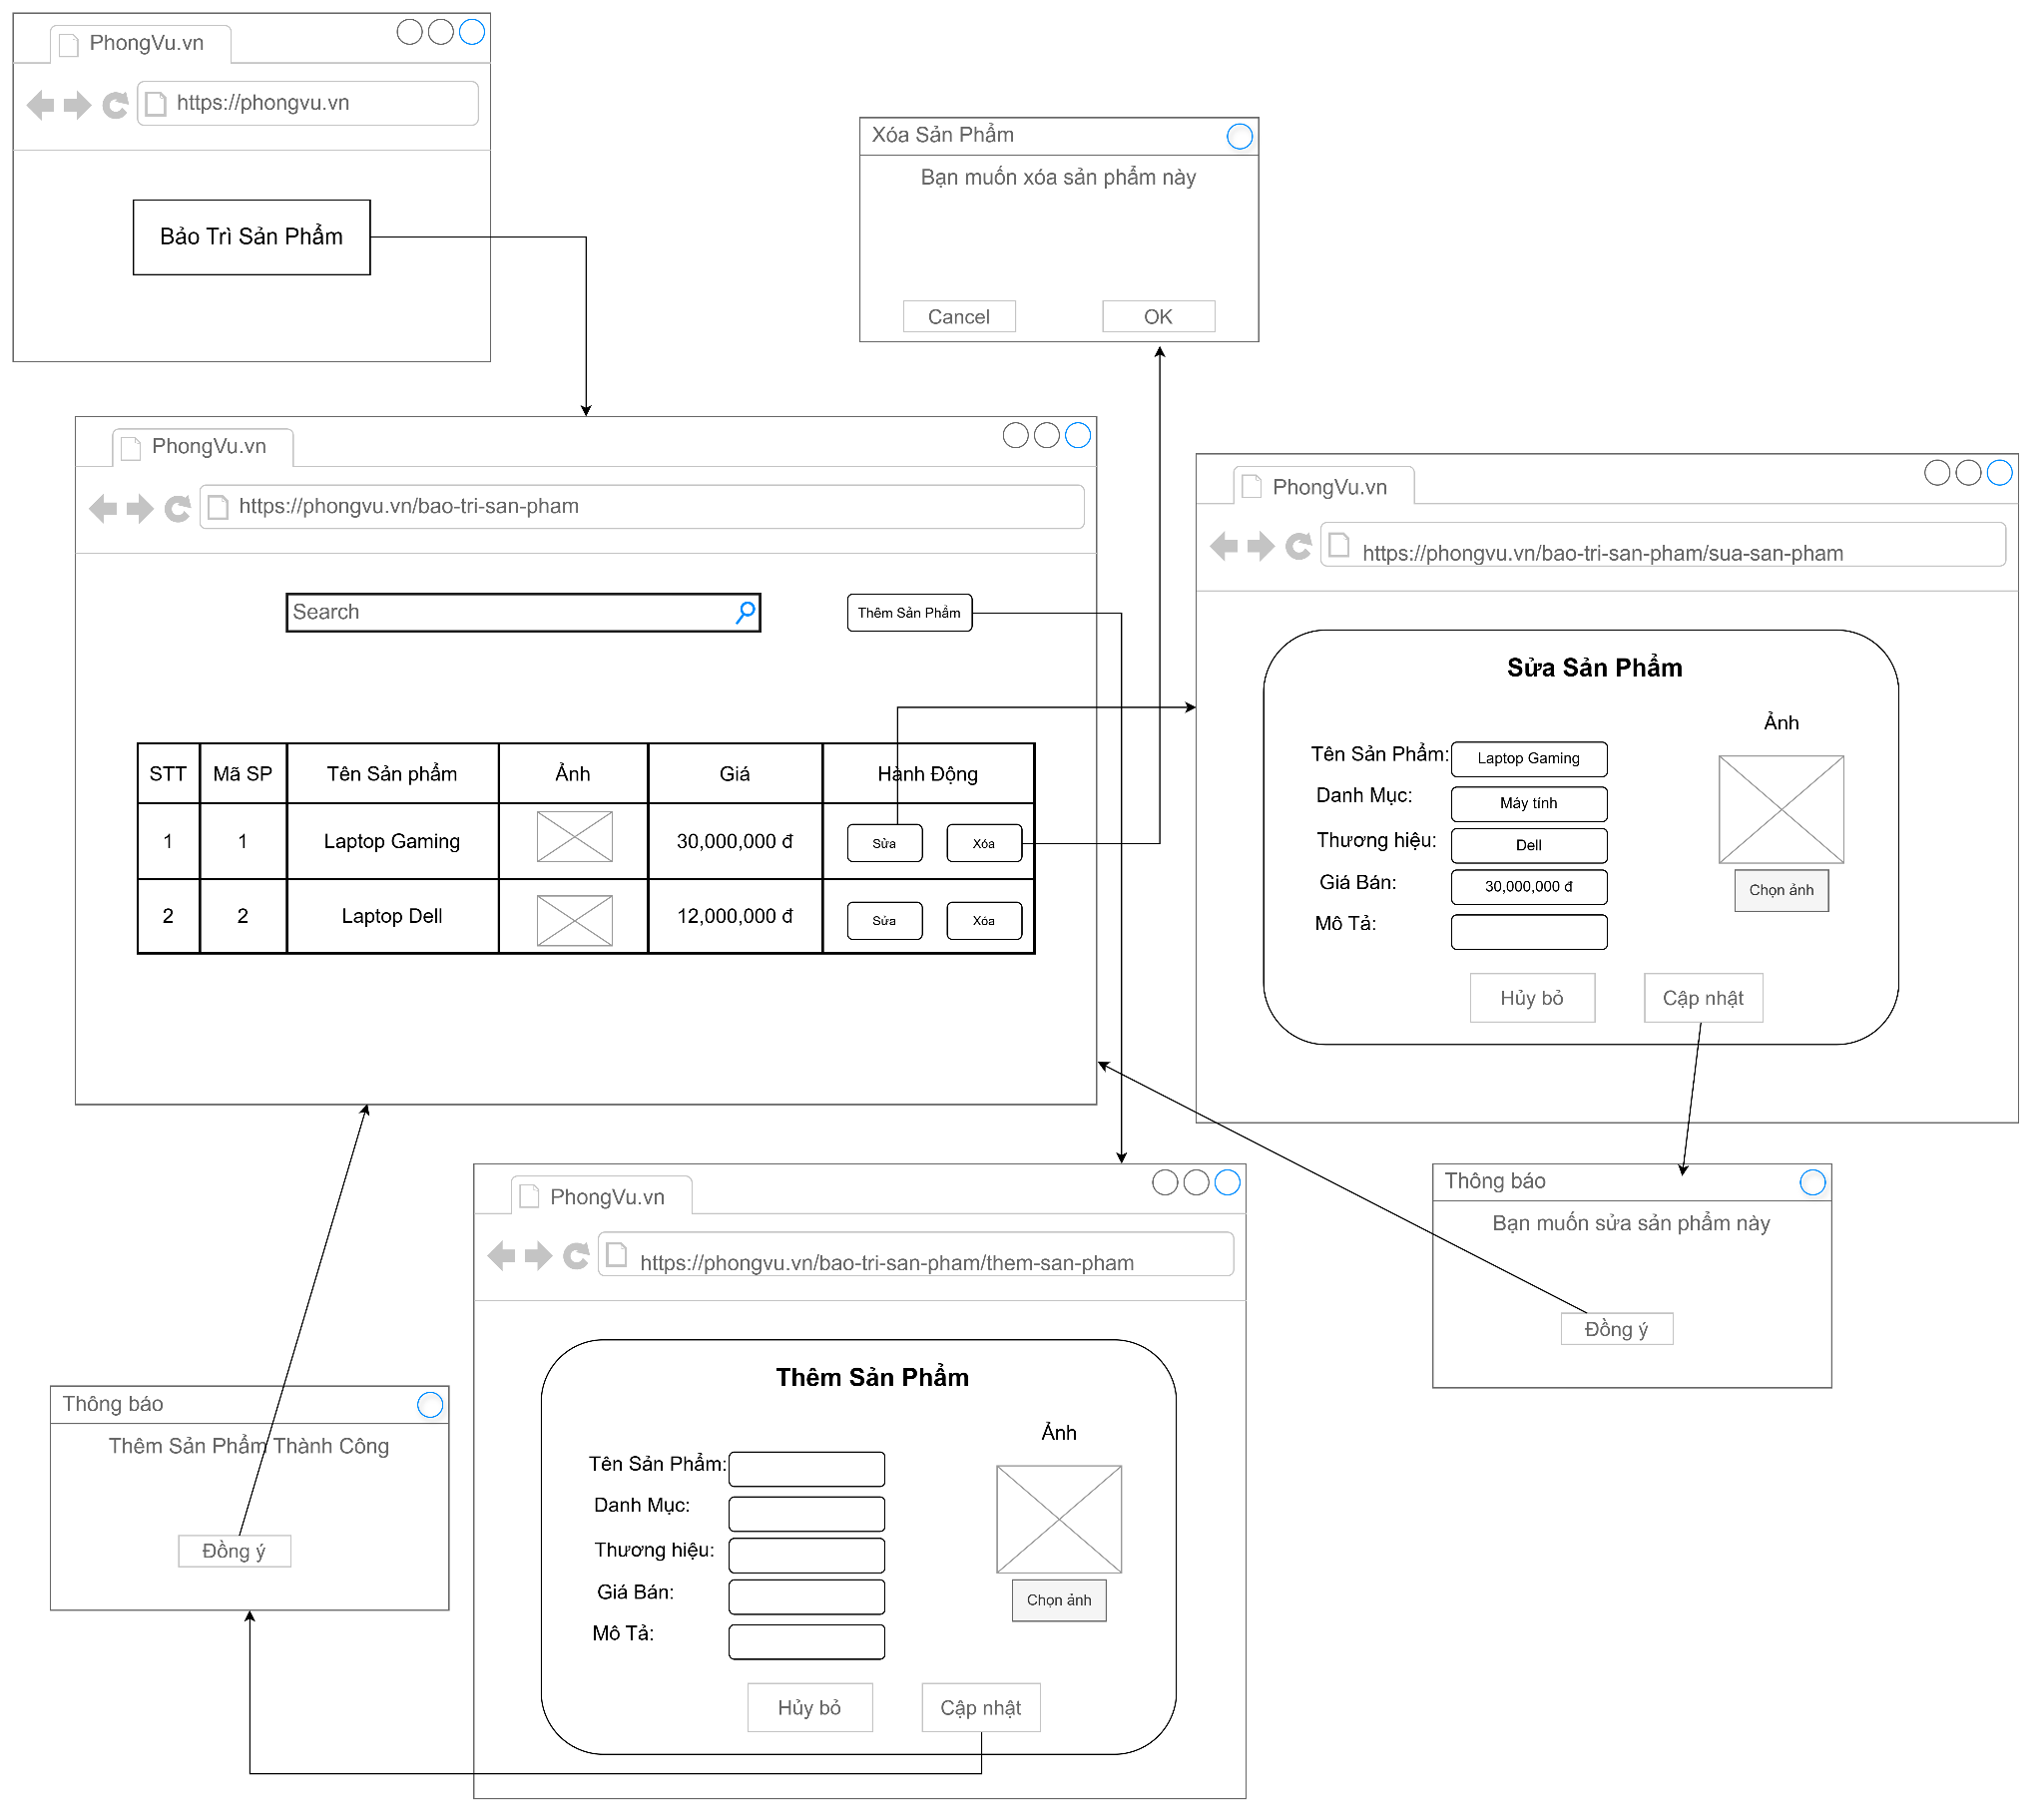 PhongVu.vn
https://phongvu.vn
Bảo Trì Sản Phẩm
Xóa Sản Phẩm
Bạn muốn xóa sản phẩm này
Cancel
OK
PhongVu.vn
https://phongvu.vn/bao-tri-san-pham
Search
Thêm Sản Phẩm
STT Mã SP Tên Sản phẩm Ảnh Giá Hành Động
1 1 Laptop Gaming 30,000,000 đ Sửa Xóa
2 2 Laptop Dell 12,000,000 đ Sửa Xóa
PhongVu.vn
https://phongvu.vn/bao-tri-san-pham/sua-san-pham
Sửa Sản Phẩm
Ảnh
Tên Sản Phẩm: Laptop Gaming
Danh Mục: Máy tính
Thương hiệu: Dell
Giá Bán: 30,000,000 đ
Chọn ảnh
Mô Tả:
Hủy bỏ
Cập nhật
Thông báo
Bạn muốn sửa sản phẩm này
Đồng ý
PhongVu.vn
https://phongvu.vn/bao-tri-san-pham/them-san-pham
Thêm Sản Phẩm
Ảnh
Tên Sản Phẩm:
Danh Mục:
Thương hiệu:
Giá Bán:
Chọn ảnh
Mô Tả:
Hủy bỏ
Cập nhật
Thông báo
Thêm Sản Phẩm Thành Công
Đồng ý